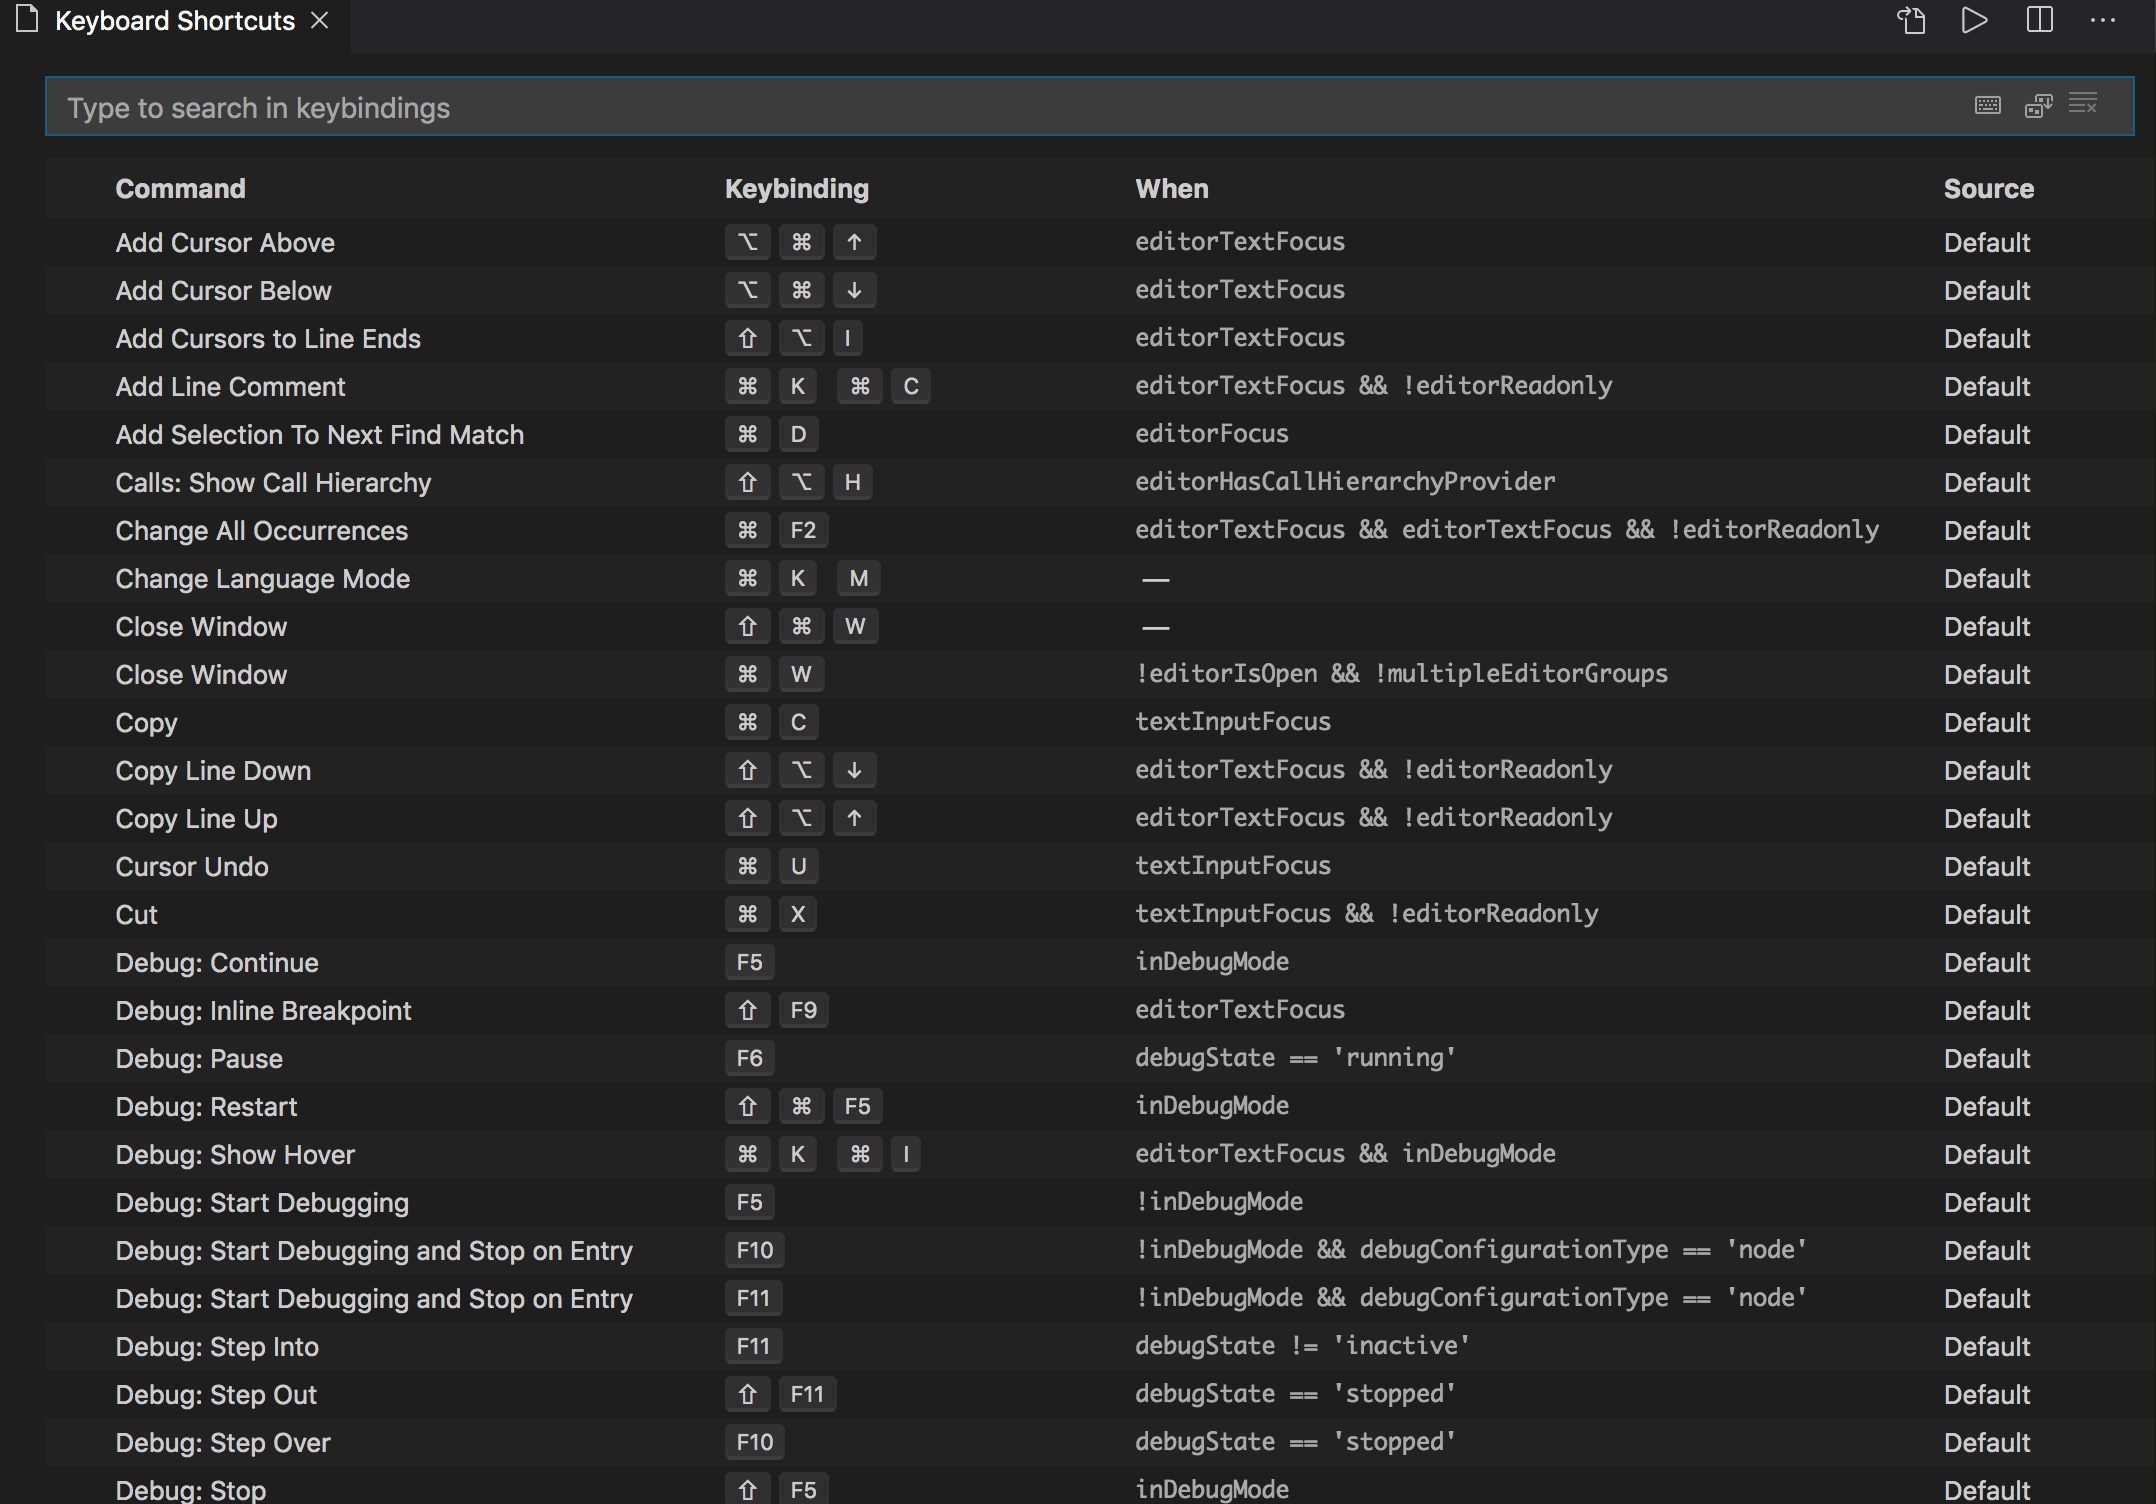 Keyboard Shortcuts
Type to search in keybindings
Command Keybinding When Source
Add Cursor Above ⌥ ⌘ ↑ editorTextFocus Default
Add Cursor Below ⌥ ⌘ ↓ editorTextFocus Default
Add Cursors to Line Ends ⇧ ⌥ I editorTextFocus Default
Add Line Comment ⌘ K ⌘ C editorTextFocus && !editorReadonly Default
Add Selection To Next Find Match ⌘ D editorFocus Default
Calls: Show Call Hierarchy ⇧ ⌥ H editorHasCallHierarchyProvider Default
Change All Occurrences ⌘ F2 editorTextFocus && editorTextFocus && !editorReadonly Default
Change Language Mode ⌘ K M — Default
Close Window ⇧ ⌘ W — Default
Close Window ⌘ W !editorIsOpen && !multipleEditorGroups Default
Copy ⌘ C textInputFocus Default
Copy Line Down ⇧ ⌥ ↓ editorTextFocus && !editorReadonly Default
Copy Line Up ⇧ ⌥ ↑ editorTextFocus && !editorReadonly Default
Cursor Undo ⌘ U textInputFocus Default
Cut ⌘ X textInputFocus && !editorReadonly Default
Debug: Continue F5 inDebugMode Default
Debug: Inline Breakpoint ⇧ F9 editorTextFocus Default
Debug: Pause F6 debugState == 'running' Default
Debug: Restart ⇧ ⌘ F5 inDebugMode Default
Debug: Show Hover ⌘ K ⌘ I editorTextFocus && inDebugMode Default
Debug: Start Debugging F5 !inDebugMode Default
Debug: Start Debugging and Stop on Entry F10 !inDebugMode && debugConfigurationType == 'node' Default
Debug: Start Debugging and Stop on Entry F11 !inDebugMode && debugConfigurationType == 'node' Default
Debug: Step Into F11 debugState != 'inactive' Default
Debug: Step Out ⇧ F11 debugState == 'stopped' Default
Debug: Step Over F10 debugState == 'stopped' Default
Debug: Stop ⇧ F5 inDebugMode Default